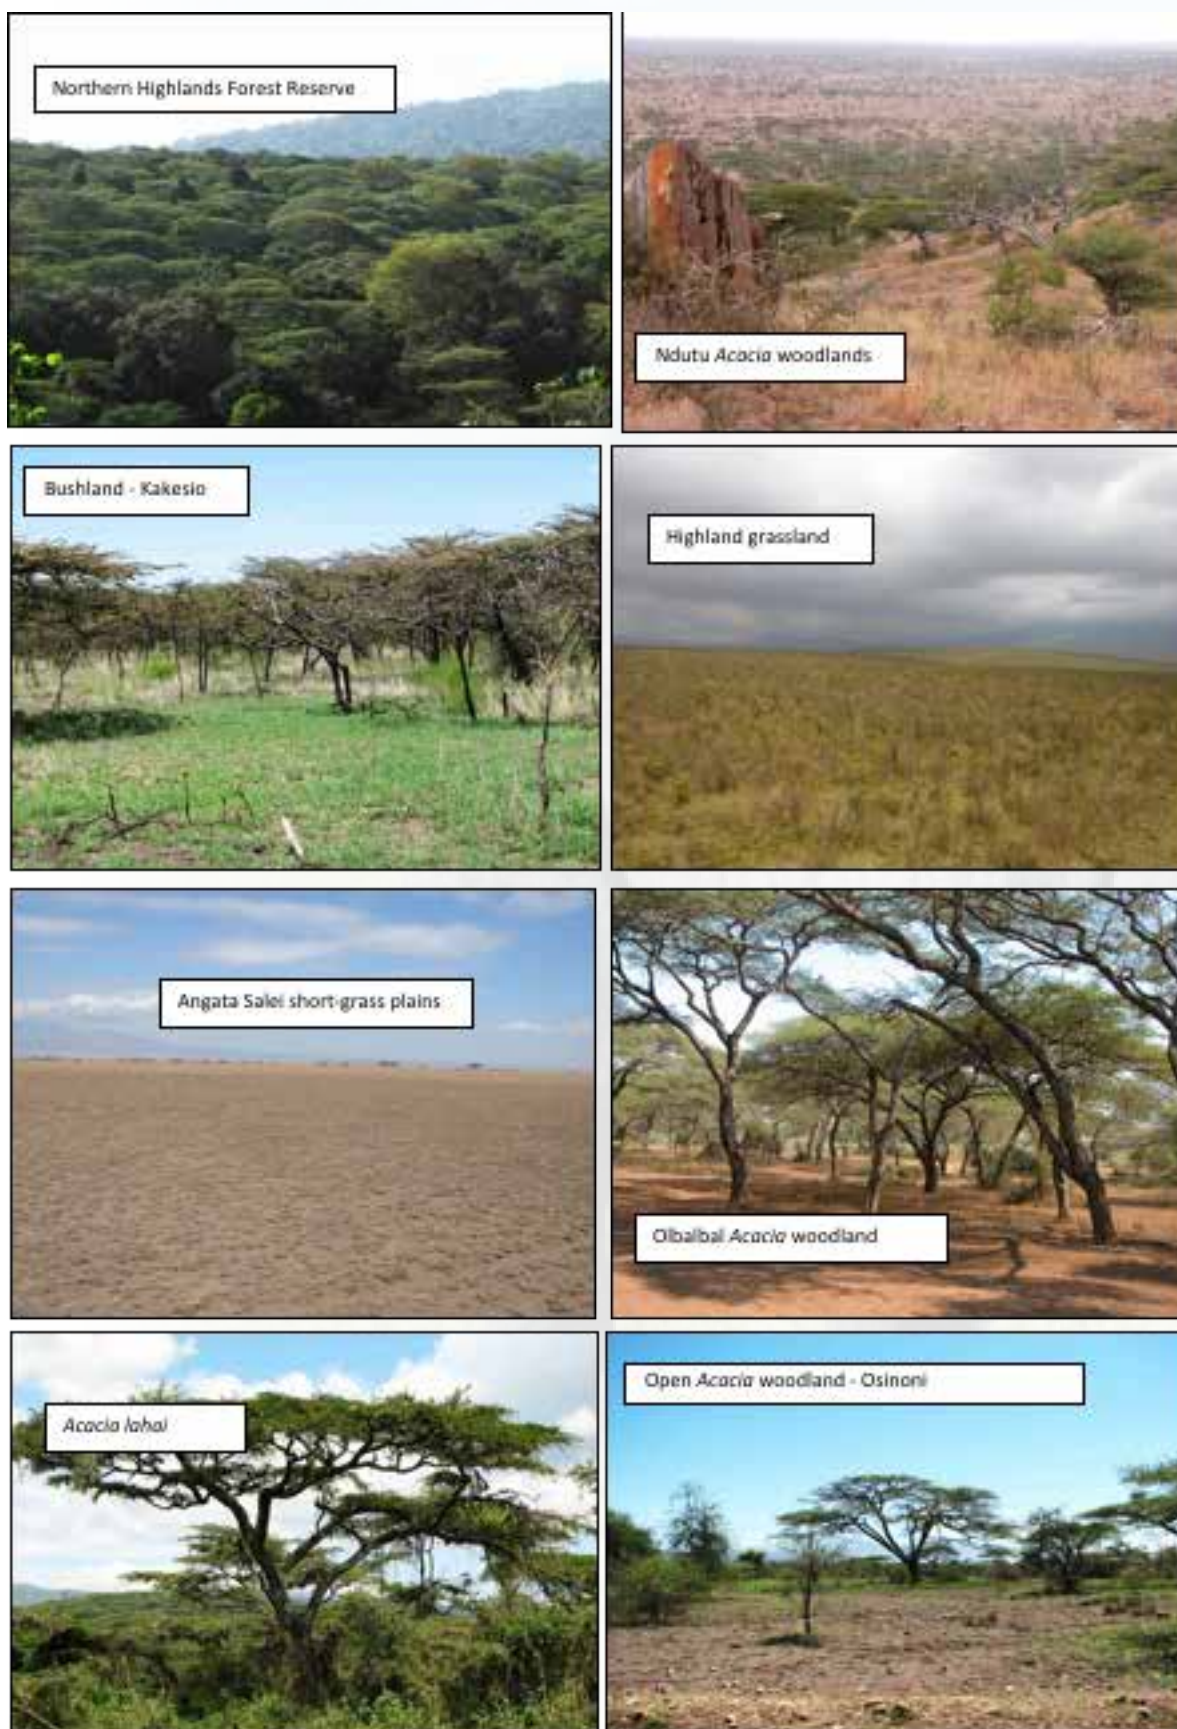 Northern Highlands Forest Reserve
Ndutu Acacia woodlands
Bushland - Kakesio
Highland grassland
Angata Salei short-grass plains
Olbalbal Acacia woodland
Acacia lahai
Open Acacia woodland - Osinoni